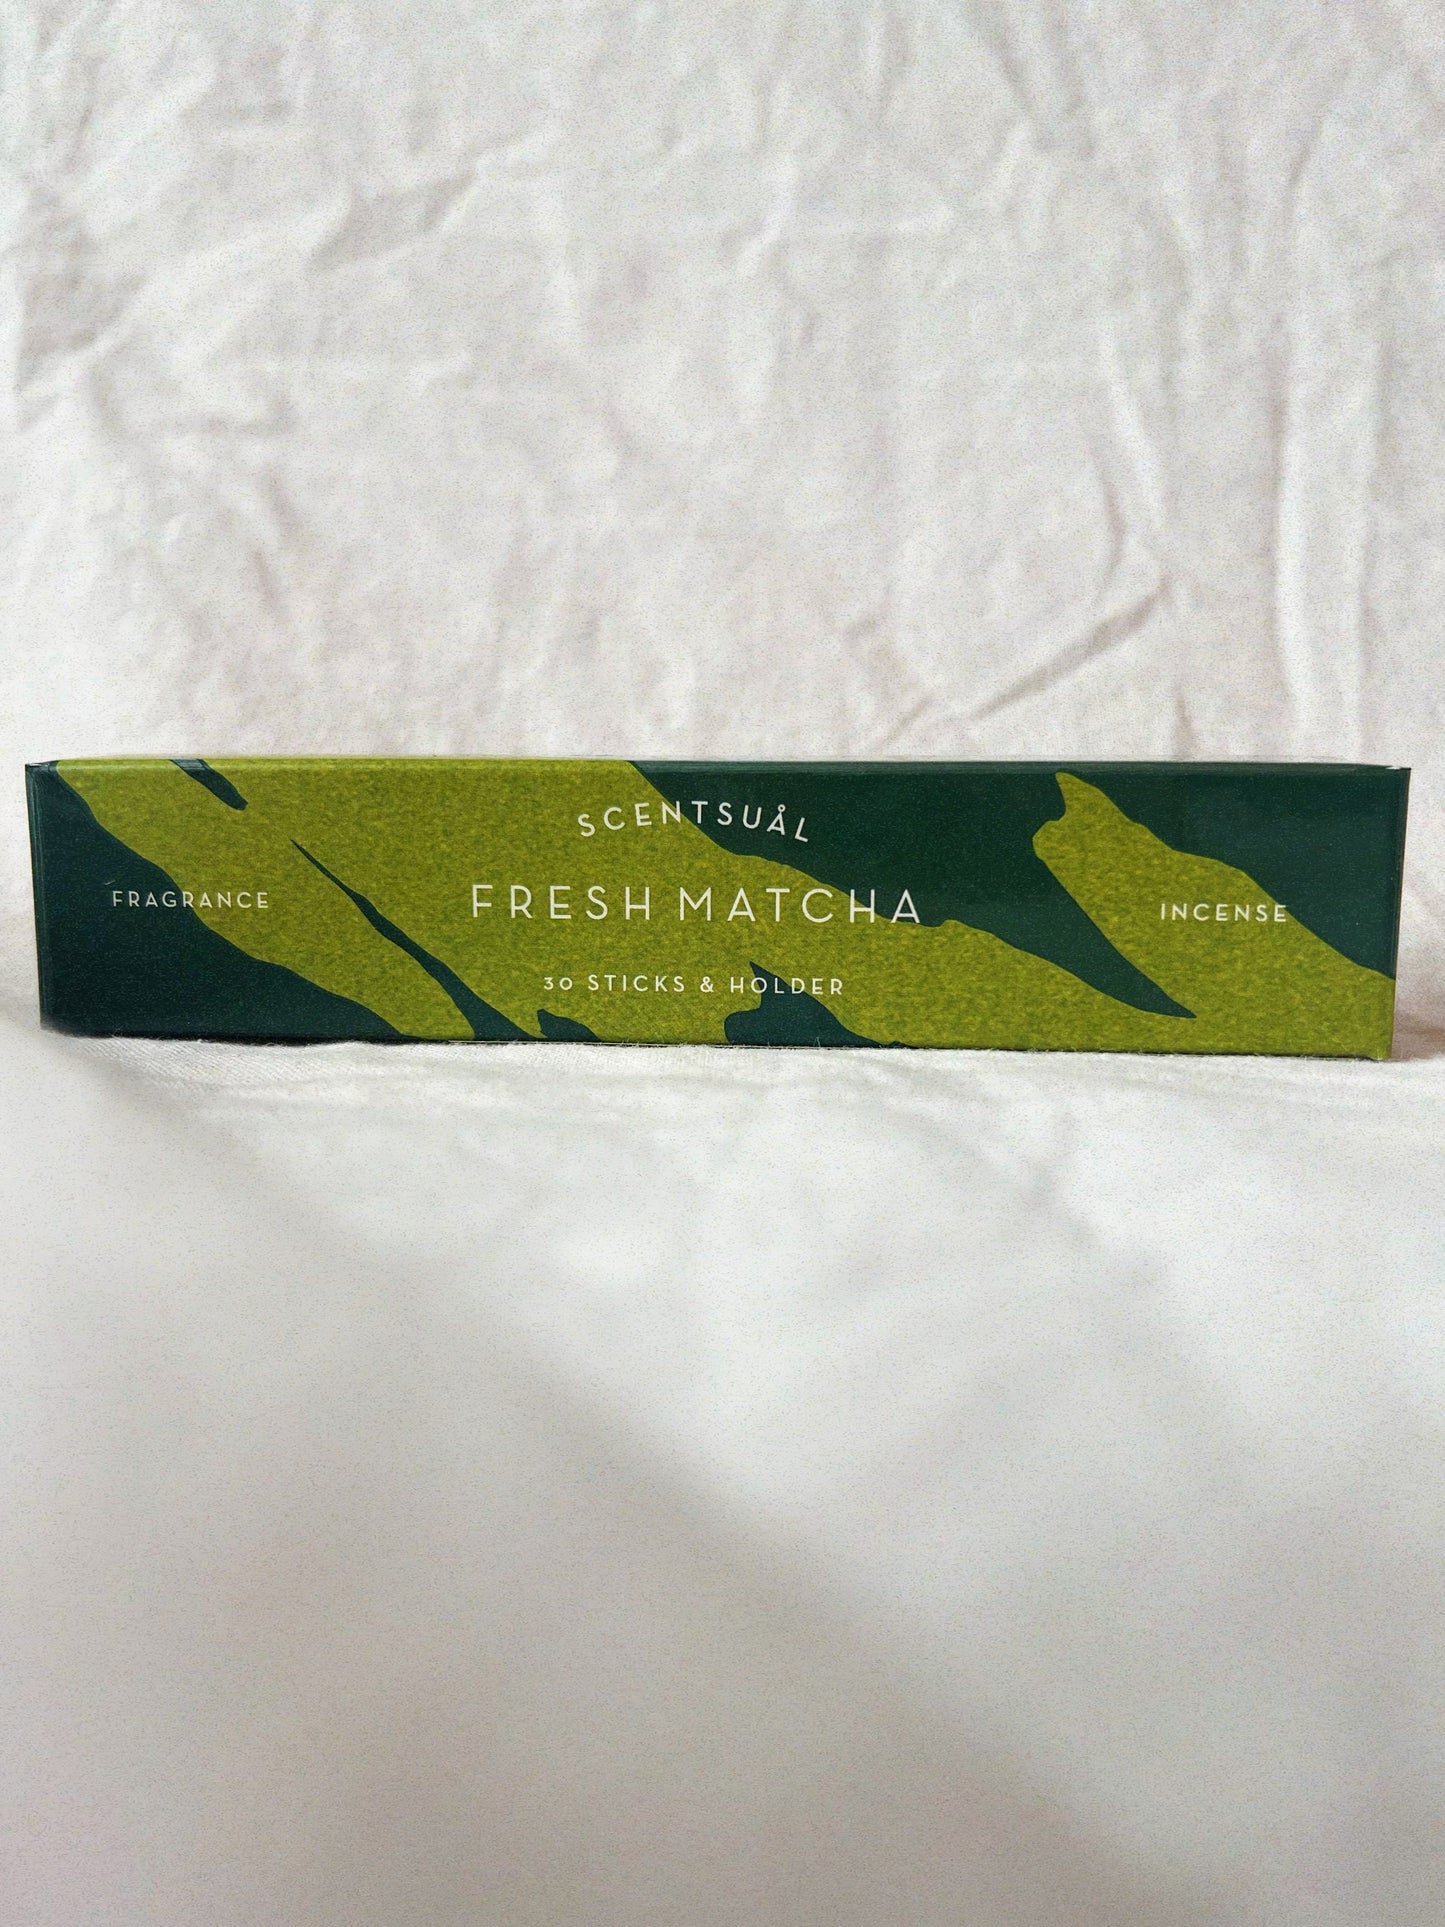 SCENTSUÅL
FRAGRANCE
FRESH MATCHA
INCENSE
30 STICKS & HOLDER